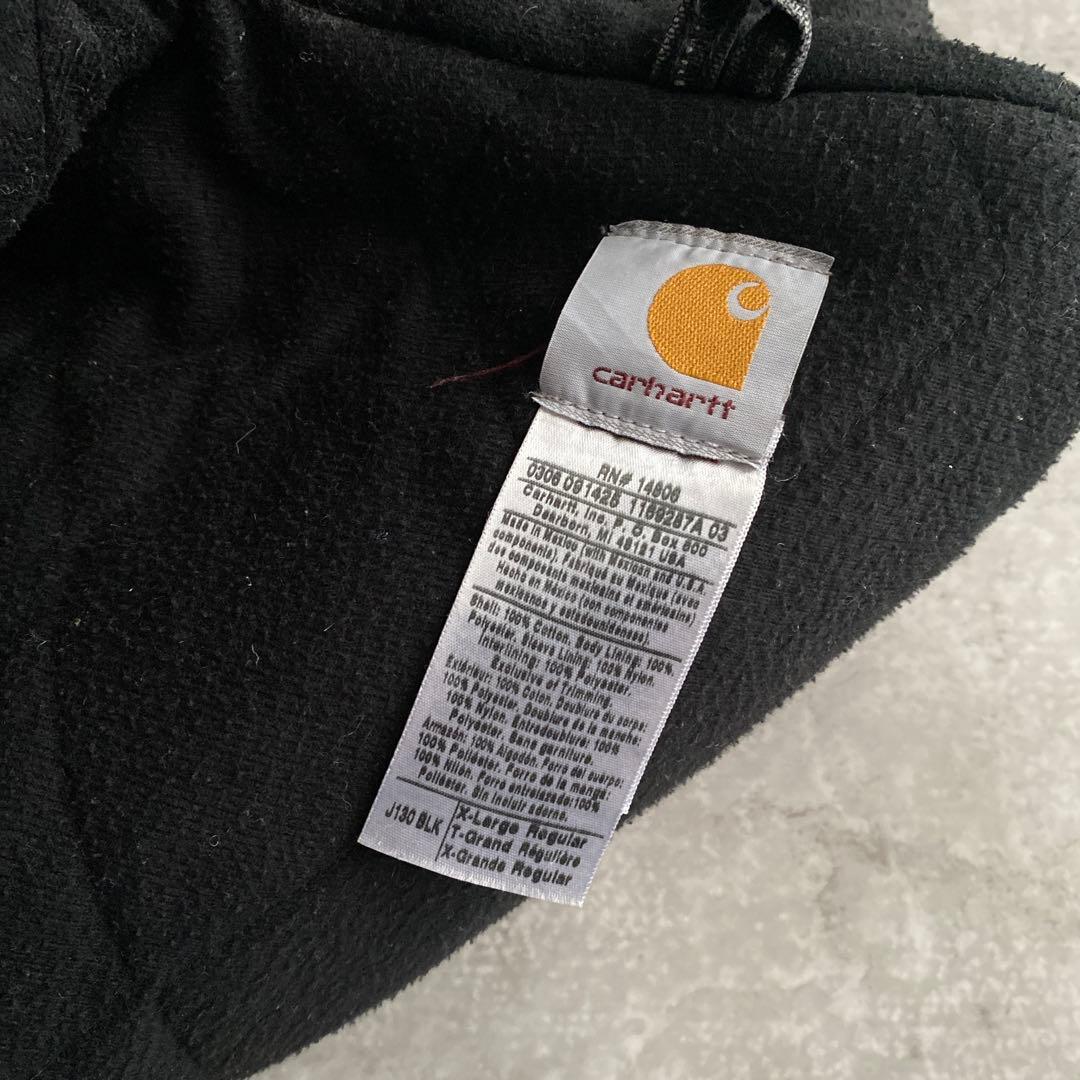 carhartt
RN# 14806
0306 091428 1169287A 03
Carhartt, Inc. P. O. Box 600
Dearborn, MI 48121 USA
Made in Mexico (with Mexican and U.S.
components). Fabriqué au Mexique (avec
des composants mexicains et américains)
Hecho en México (con componentes
mexicanos y estadounidenses).
Shell: 100% Cotton. Body Lining: 100%
Polyester. Sleeve Lining: 100% Nylon.
Interlining: 100% Polyester.
Exclusive of Trimming.
Extérieur: 100% Coton. Doublure du corps:
100% Polyester. Doublure de la manche:
100% Nylon. Entredoublure: 100%
Polyester. Sans garniture.
Armazón: 100% Algodón. Forro del cuerpo:
100% Poliéster. Forro de la manga:
100% Nilón. Forro entrelazado:100%
Poliéster. Sin incluir aderno.
J130 BLK
X-Large Regular
T-Grand Régulière
X-Grande Regular